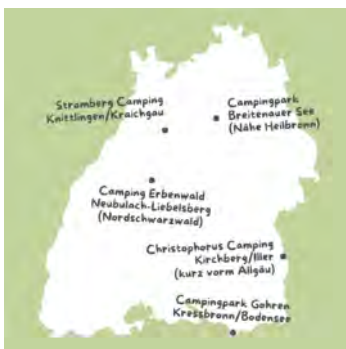 Stromberg Camping
Knittlingen/Kraichgau
Campingpark
Breitenauer See
(Nähe Heilbronn)
Camping Erbenwald
Neubulach-Liebelsberg
(Nordschwarzwald)
Christophorus Camping
Kirchberg/Iller
(kurz vorm Allgäu)
Campingpark Gohren
Kressbronn/Bodensee